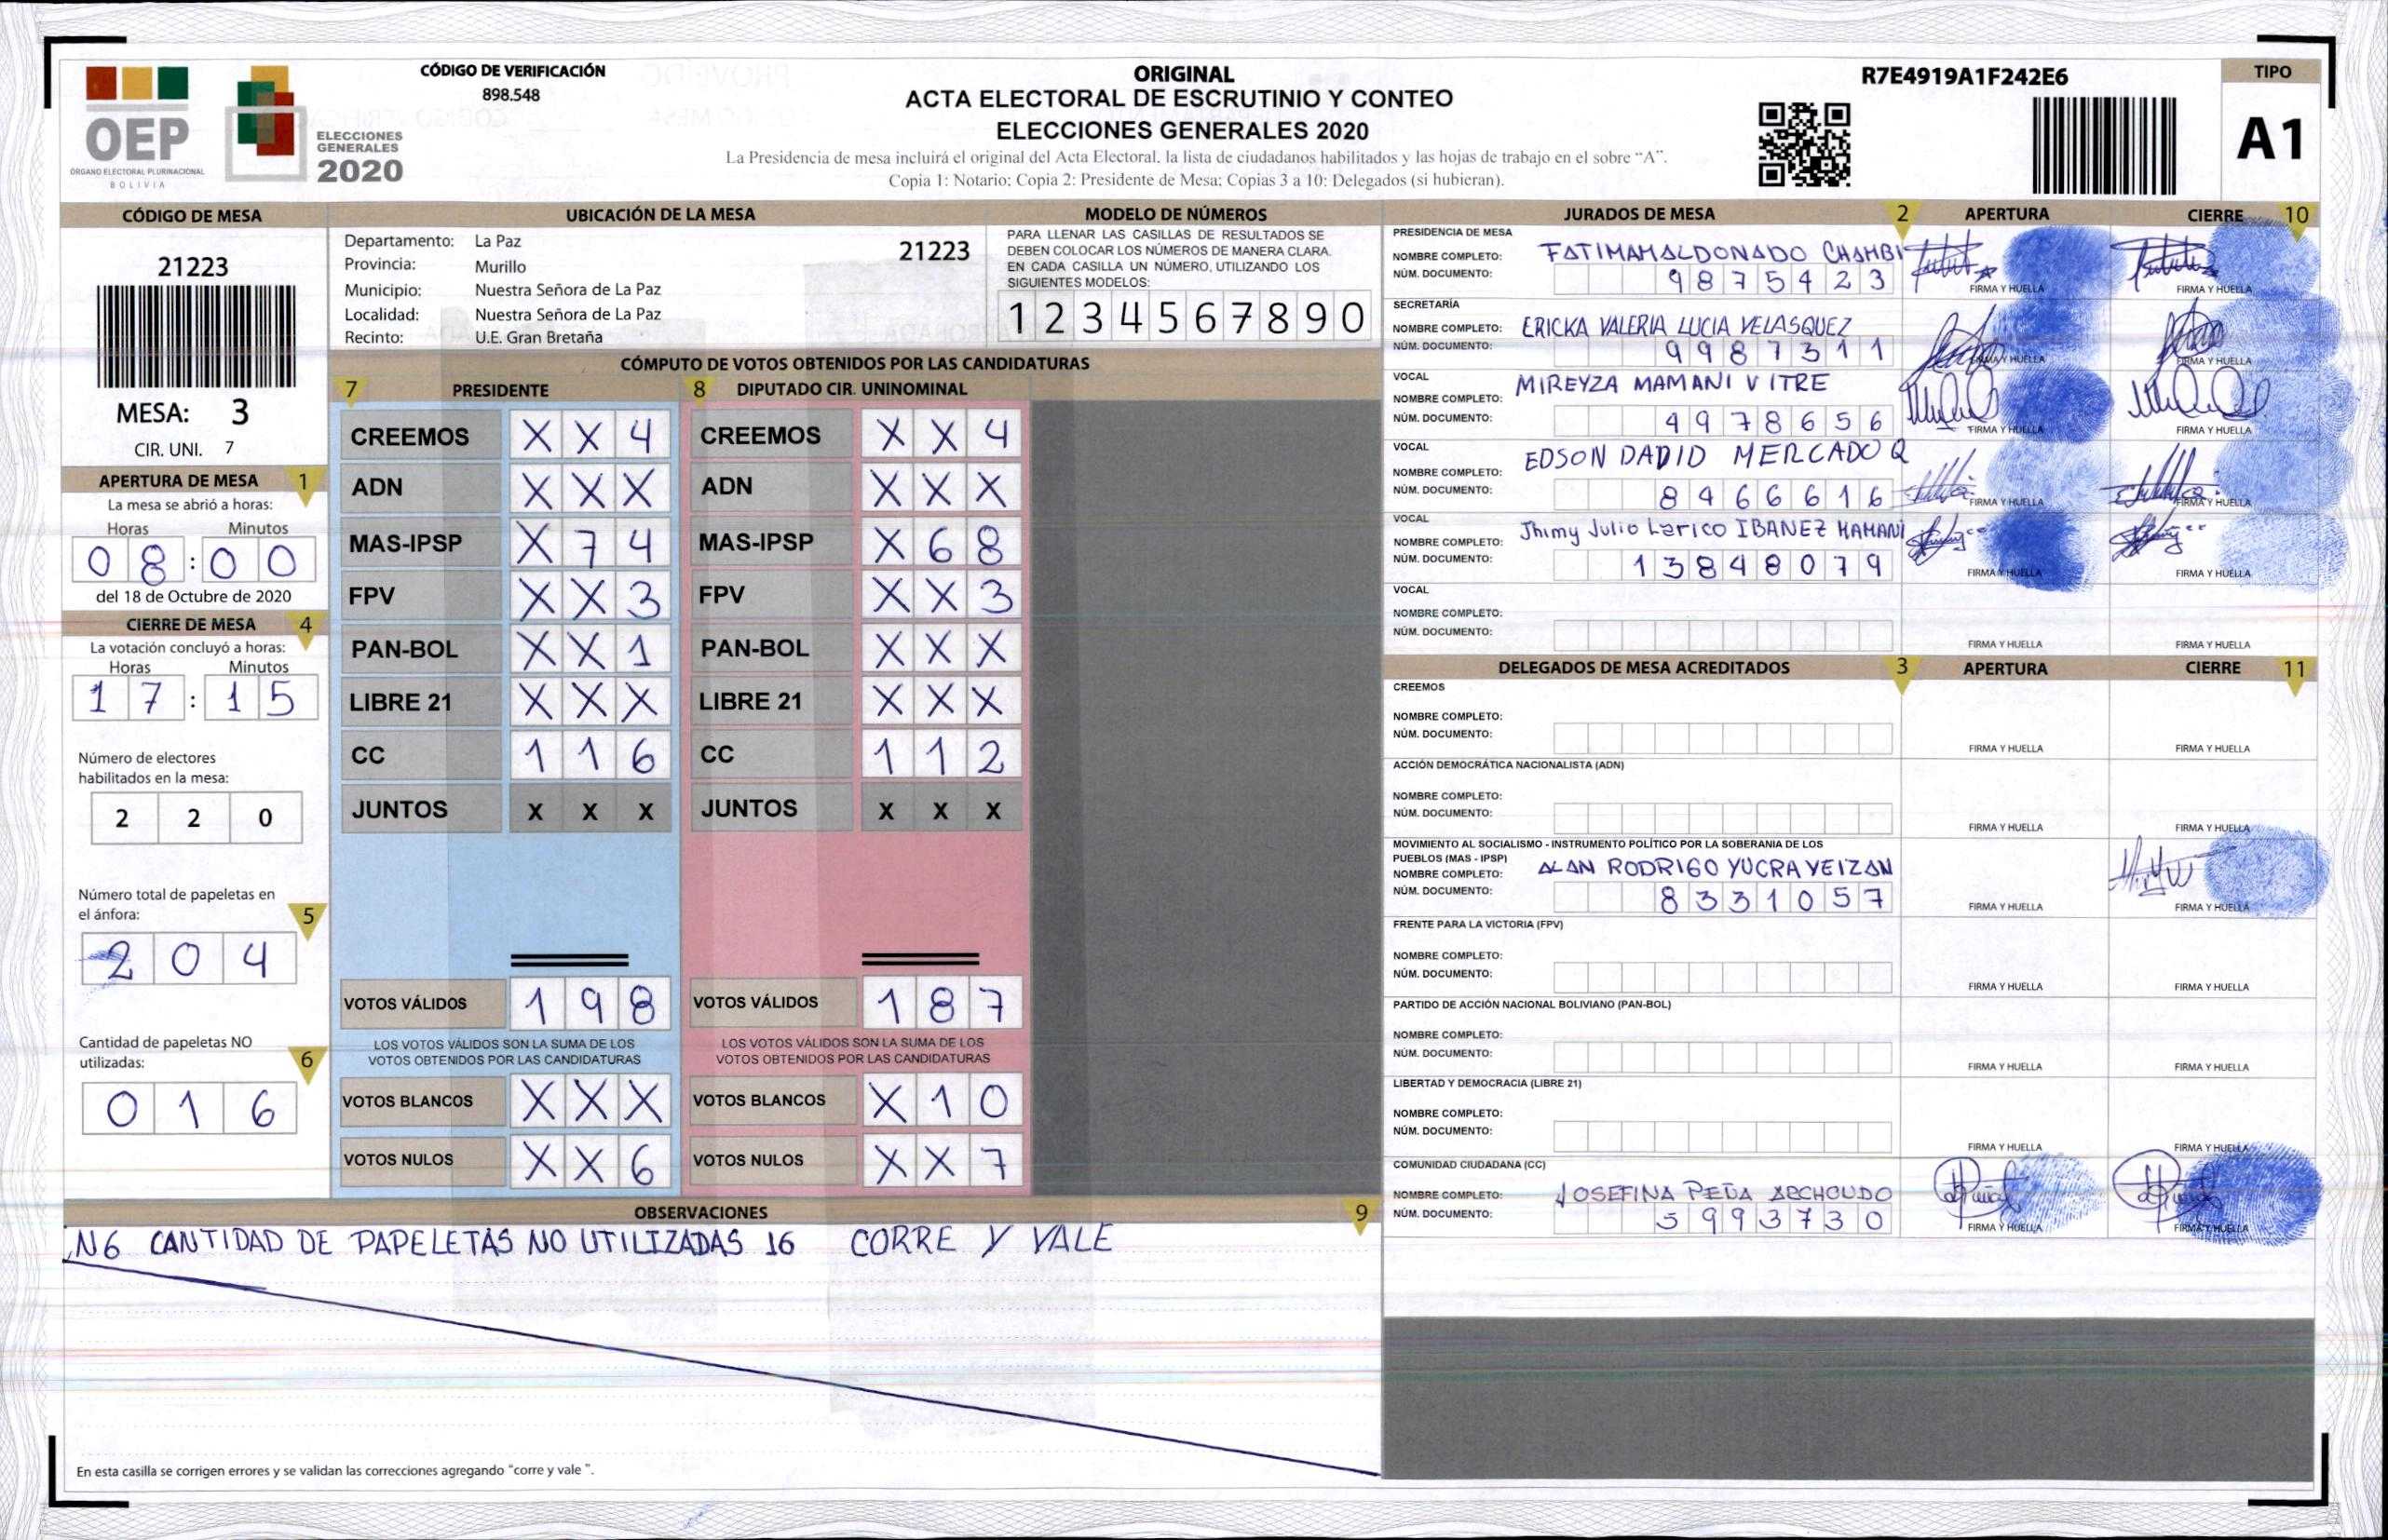 OEP
ÓRGANO ELECTORAL PLURINACIONAL
BOLIVIA
ELECCIONES
GENERALES
2020
CÓDIGO DE VERIFICACIÓN
898.548
ORIGINAL
ACTA ELECTORAL DE ESCRUTINIO Y CONTEO
ELECCIONES GENERALES 2020
La Presidencia de mesa incluirá el original del Acta Electoral, la lista de ciudadanos habilitados y las hojas de trabajo en el sobre "A".
Copia 1: Notario; Copia 2: Presidente de Mesa; Copias 3 a 10: Delegados (si hubieran).
R7E4919A1F242E6
TIPO
A1
CÓDIGO DE MESA
21223
MESA: 3
CIR. UNI. 7
APERTURA DE MESA 1
La mesa se abrió a horas:
Horas Minutos
08:00
del 18 de Octubre de 2020
CIERRE DE MESA 4
La votación concluyó a horas:
Horas Minutos
17:15
Número de electores
habilitados en la mesa:
2 2 0
Número total de papeletas en
el ánfora: 5
2 0 4
Cantidad de papeletas NO
utilizadas: 6
0 1 6
UBICACIÓN DE LA MESA
Departamento: La Paz 21223
Provincia: Murillo
Municipio: Nuestra Señora de La Paz
Localidad: Nuestra Señora de La Paz
Recinto: U.E. Gran Bretaña
MODELO DE NÚMEROS
PARA LLENAR LAS CASILLAS DE RESULTADOS SE
DEBEN COLOCAR LOS NÚMEROS DE MANERA CLARA.
EN CADA CASILLA UN NÚMERO, UTILIZANDO LOS
SIGUIENTES MODELOS:
1 2 3 4 5 6 7 8 9 0
CÓMPUTO DE VOTOS OBTENIDOS POR LAS CANDIDATURAS
7 PRESIDENTE 8 DIPUTADO CIR. UNINOMINAL
CREEMOS X X 4 CREEMOS X X 4
ADN X X X ADN X X X
MAS-IPSP X 7 4 MAS-IPSP X 6 8
FPV X X 3 FPV X X 3
PAN-BOL X X 1 PAN-BOL X X X
LIBRE 21 X X X LIBRE 21 X X X
CC 1 1 6 CC 1 1 2
JUNTOS X X X JUNTOS X X X
VOTOS VÁLIDOS 1 9 8 VOTOS VÁLIDOS 1 8 7
LOS VOTOS VÁLIDOS SON LA SUMA DE LOS LOS VOTOS VÁLIDOS SON LA SUMA DE LOS
VOTOS OBTENIDOS POR LAS CANDIDATURAS VOTOS OBTENIDOS POR LAS CANDIDATURAS
VOTOS BLANCOS X X X VOTOS BLANCOS X 1 0
VOTOS NULOS X X 6 VOTOS NULOS X X 7
OBSERVACIONES 9
N6 CANTIDAD DE PAPELETAS NO UTILIZADAS 16 CORRE Y VALE
En esta casilla se corrigen errores y se validan las correcciones agregando "corre y vale ".
JURADOS DE MESA 2 APERTURA CIERRE 10
PRESIDENCIA DE MESA
NOMBRE COMPLETO: FATIMA MALDONADO CHAMBI
NÚM. DOCUMENTO: 9875423 FIRMA Y HUELLA FIRMA Y HUELLA
SECRETARÍA
NOMBRE COMPLETO: ERICKA VALERIA LUCIA VELASQUEZ
NÚM. DOCUMENTO: 9987311 FIRMA Y HUELLA FIRMA Y HUELLA
VOCAL
NOMBRE COMPLETO: MIREYZA MAMANI VITRE
NÚM. DOCUMENTO: 4978656 FIRMA Y HUELLA FIRMA Y HUELLA
VOCAL
NOMBRE COMPLETO: EDSON DADID MERCADO Q
NÚM. DOCUMENTO: 8466616 FIRMA Y HUELLA FIRMA Y HUELLA
VOCAL
NOMBRE COMPLETO: Jhimy Julio Larico IBANEZ MAMANI
NÚM. DOCUMENTO: 13848079 FIRMA Y HUELLA FIRMA Y HUELLA
VOCAL
NOMBRE COMPLETO:
NÚM. DOCUMENTO: FIRMA Y HUELLA FIRMA Y HUELLA
DELEGADOS DE MESA ACREDITADOS 3 APERTURA CIERRE 11
CREEMOS
NOMBRE COMPLETO:
NÚM. DOCUMENTO: FIRMA Y HUELLA FIRMA Y HUELLA
ACCIÓN DEMOCRÁTICA NACIONALISTA (ADN)
NOMBRE COMPLETO:
NÚM. DOCUMENTO: FIRMA Y HUELLA FIRMA Y HUELLA
MOVIMIENTO AL SOCIALISMO - INSTRUMENTO POLÍTICO POR LA SOBERANIA DE LOS
PUEBLOS (MAS - IPSP)
NOMBRE COMPLETO: ALAN RODRIGO YUCRA VEIZAN
NÚM. DOCUMENTO: 8331057 FIRMA Y HUELLA FIRMA Y HUELLA
FRENTE PARA LA VICTORIA (FPV)
NOMBRE COMPLETO:
NÚM. DOCUMENTO: FIRMA Y HUELLA FIRMA Y HUELLA
PARTIDO DE ACCIÓN NACIONAL BOLIVIANO (PAN-BOL)
NOMBRE COMPLETO:
NÚM. DOCUMENTO: FIRMA Y HUELLA FIRMA Y HUELLA
LIBERTAD Y DEMOCRACIA (LIBRE 21)
NOMBRE COMPLETO:
NÚM. DOCUMENTO: FIRMA Y HUELLA FIRMA Y HUELLA
COMUNIDAD CIUDADANA (CC)
NOMBRE COMPLETO: JOSEFINA PEÑA ARCHOUDO
NÚM. DOCUMENTO: 5993730 FIRMA Y HUELLA FIRMA Y HUELLA